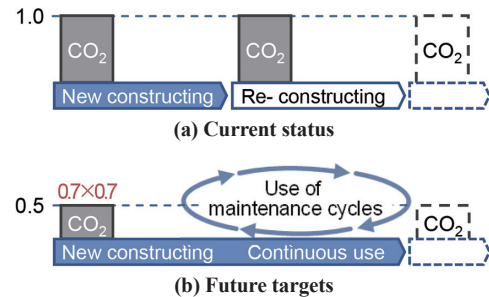 1.0
CO2 CO2 CO2
New constructing Re- constructing
(a) Current status
0.7×0.7
0.5
CO2 Use of CO2
maintenance cycles
New constructing Continuous use
(b) Future targets